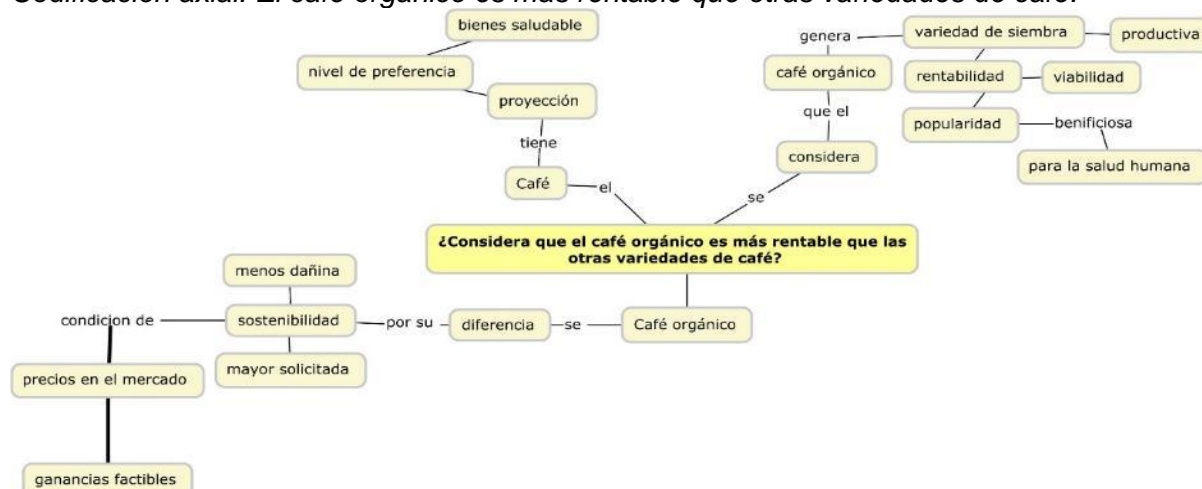 Codificación axial. El café orgánico es más rentable que otras variedades de café.
bienes saludable
nivel de preferencia
proyección
tiene
Café
el
genera
variedad de siembra
productiva
café orgánico
rentabilidad
viabilidad
que el
popularidad
benificiosa
considera
para la salud humana
se
¿Considera que el café orgánico es más rentable que las
otras variedades de café?
menos dañina
condicion de
sostenibilidad
por su
diferencia
se
Café orgánico
precios en el mercado
mayor solicitada
ganancias factibles